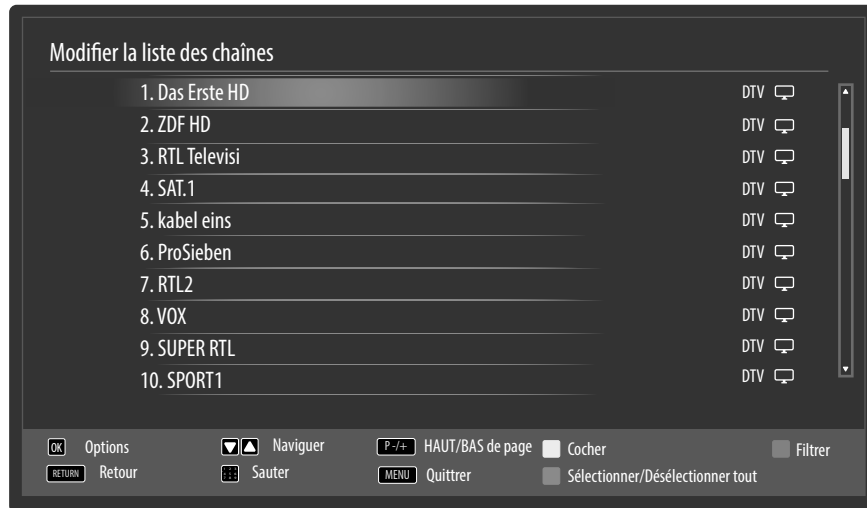 Modifier la liste des chaînes
1. Das Erste HD DTV
2. ZDF HD DTV
3. RTL Televisi DTV
4. SAT.1 DTV
5. kabel eins DTV
6. ProSieben DTV
7. RTL2 DTV
8. VOX DTV
9. SUPER RTL DTV
10. SPORT1 DTV
OK Options Naviguer P -/+ HAUT/BAS de page Cocher Filtrer
RETURN Retour Sauter MENU Quittrer Sélectionner/Désélectionner tout